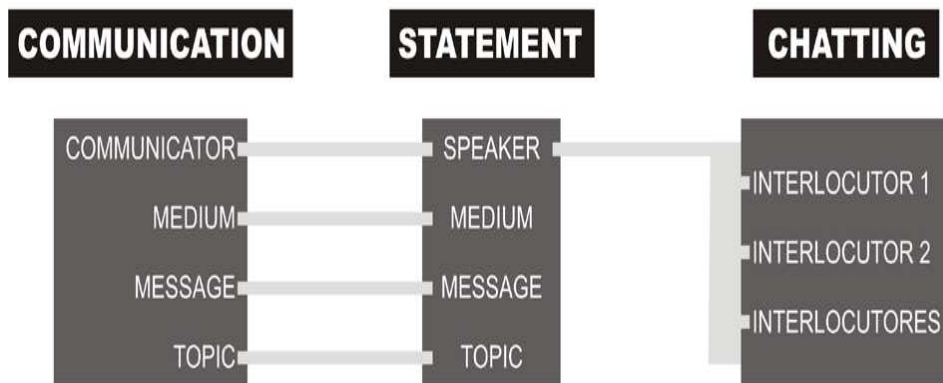 COMMUNICATION
STATEMENT
CHATTING
COMMUNICATOR
MEDIUM
MESSAGE
TOPIC
SPEAKER
MEDIUM
MESSAGE
TOPIC
INTERLOCUTOR 1
INTERLOCUTOR 2
INTERLOCUTORES